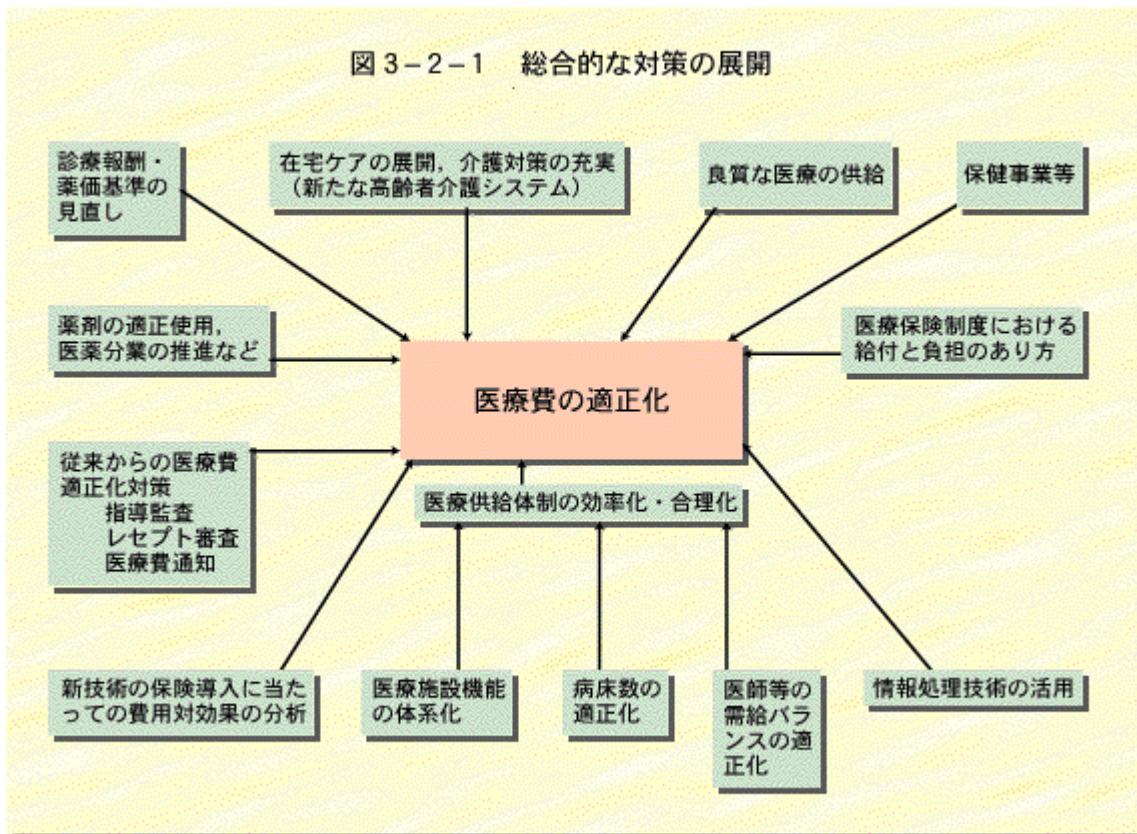 図3－2－1　総合的な対策の展開
診療報酬・
薬価基準の
見直し
在宅ケアの展開，介護対策の充実
（新たな高齢者介護システム）
良質な医療の供給
保健事業等
薬剤の適正使用，
医薬分業の推進など
医療保険制度における
給付と負担のあり方
医療費の適正化
従来からの医療費
適正化対策
指導監査
レセプト審査
医療費通知
医療供給体制の効率化・合理化
新技術の保険導入に当た
っての費用対効果の分析
医療施設機能
の体系化
病床数の
適正化
医師等の
需給バラ
ンスの適
正化
情報処理技術の活用